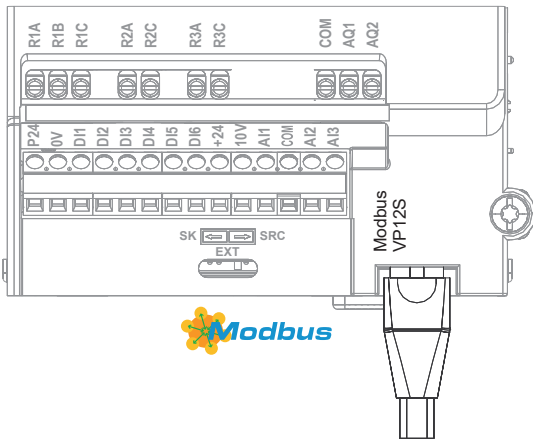 R1A R1B R1C R2A R2C R3A R3C COM AQ1 AQ2
P24 0V DI1 DI2 DI3 DI4 DI5 DI6 +24 10V AI1 COM AI2 AI3
Modbus
VP12S
SK SRC
EXT
Modbus